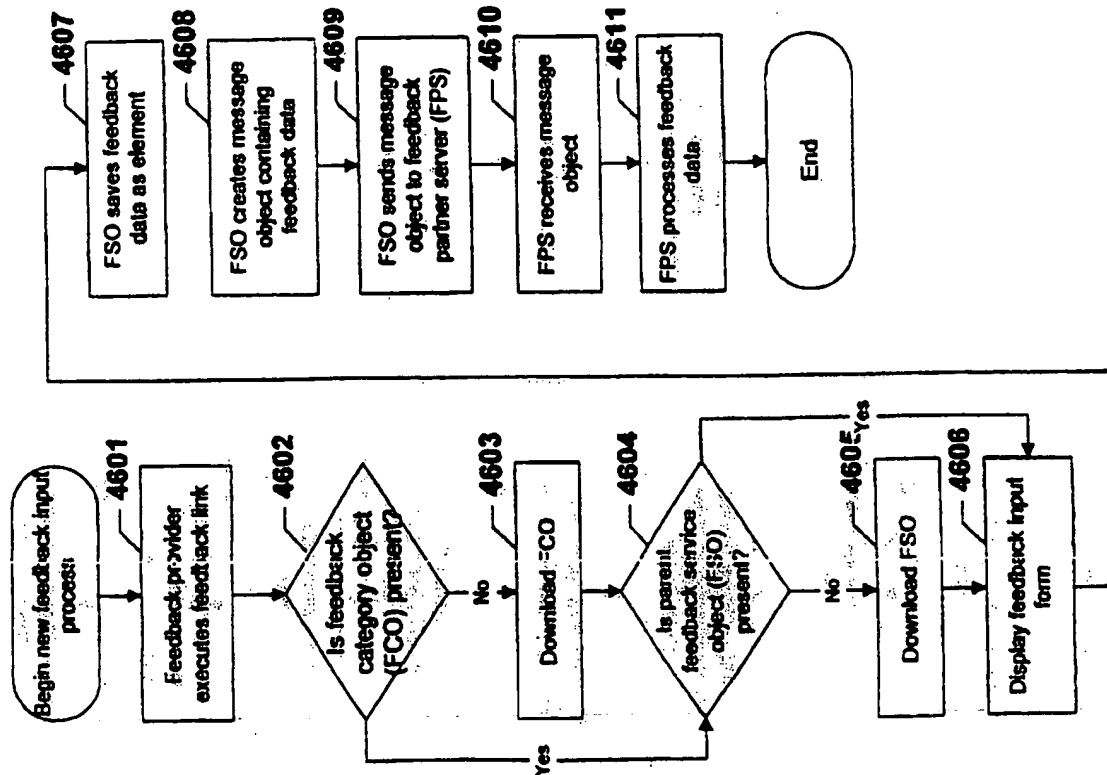 Begin new feedback input
process
4601
Feedback provider
executes feedback link
4602
Is feedback
category object
(FCO) present?
No
Yes
4603
Download FCO
4604
Is parent
feedback service
object (FSO)
present?
No
Yes
4605
Download FSO
4606
Display feedback input
form
4607
FSO saves feedback
data as element
4608
FSO creates message
object containing
feedback data
4609
FSO sends message
object to feedback
partner server (FPS)
4610
FPS receives message
object
4611
FPS processes feedback
data
End